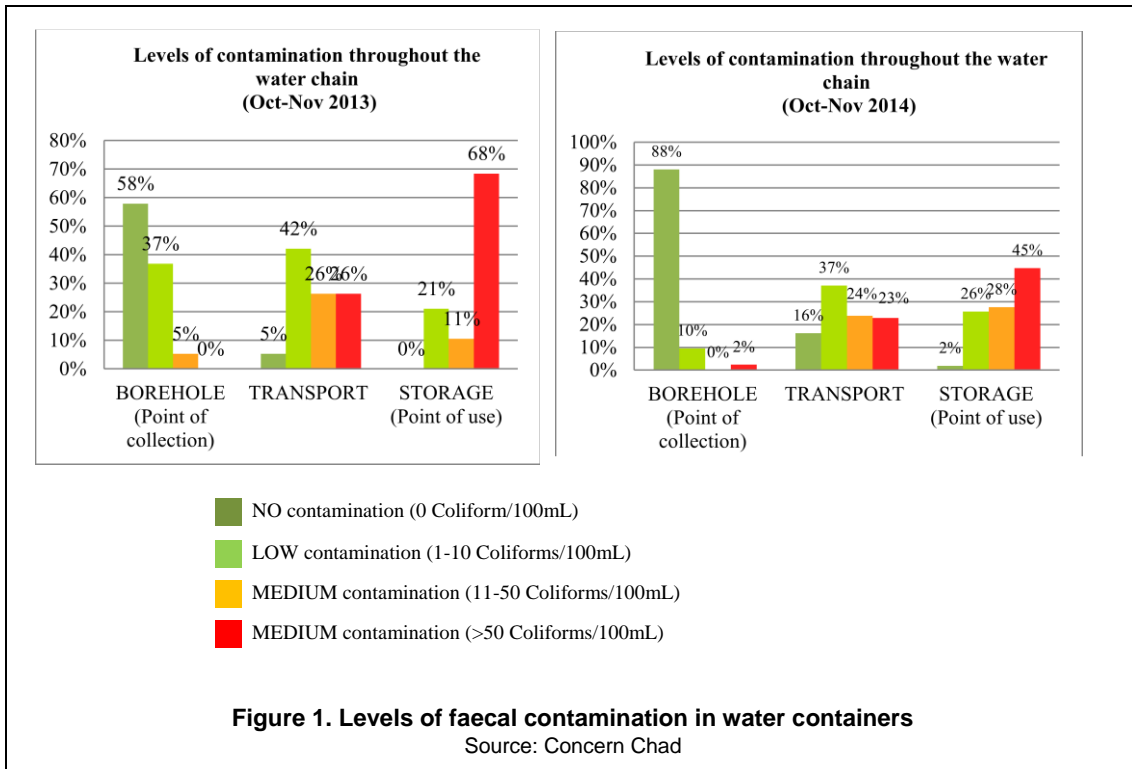 Levels of contamination throughout the
water chain
(Oct-Nov 2013)
80%
70%
60%
50%
40%
30%
20%
10%
0%
58%
37%
5%
0%
5%
42%
26%
26%
0%
21%
11%
68%
BOREHOLE
(Point of
collection)
TRANSPORT
STORAGE
(Point of use)
Levels of contamination throughout the water
chain
(Oct-Nov 2014)
100%
90%
80%
70%
60%
50%
40%
30%
20%
10%
0%
88%
10%
0%
2%
16%
37%
24%
23%
2%
26%
28%
45%
BOREHOLE
(Point of
collection)
TRANSPORT
STORAGE
(Point of use)
NO contamination (0 Coliform/100mL)
LOW contamination (1-10 Coliforms/100mL)
MEDIUM contamination (11-50 Coliforms/100mL)
MEDIUM contamination (>50 Coliforms/100mL)
Figure 1. Levels of faecal contamination in water containers
Source: Concern Chad